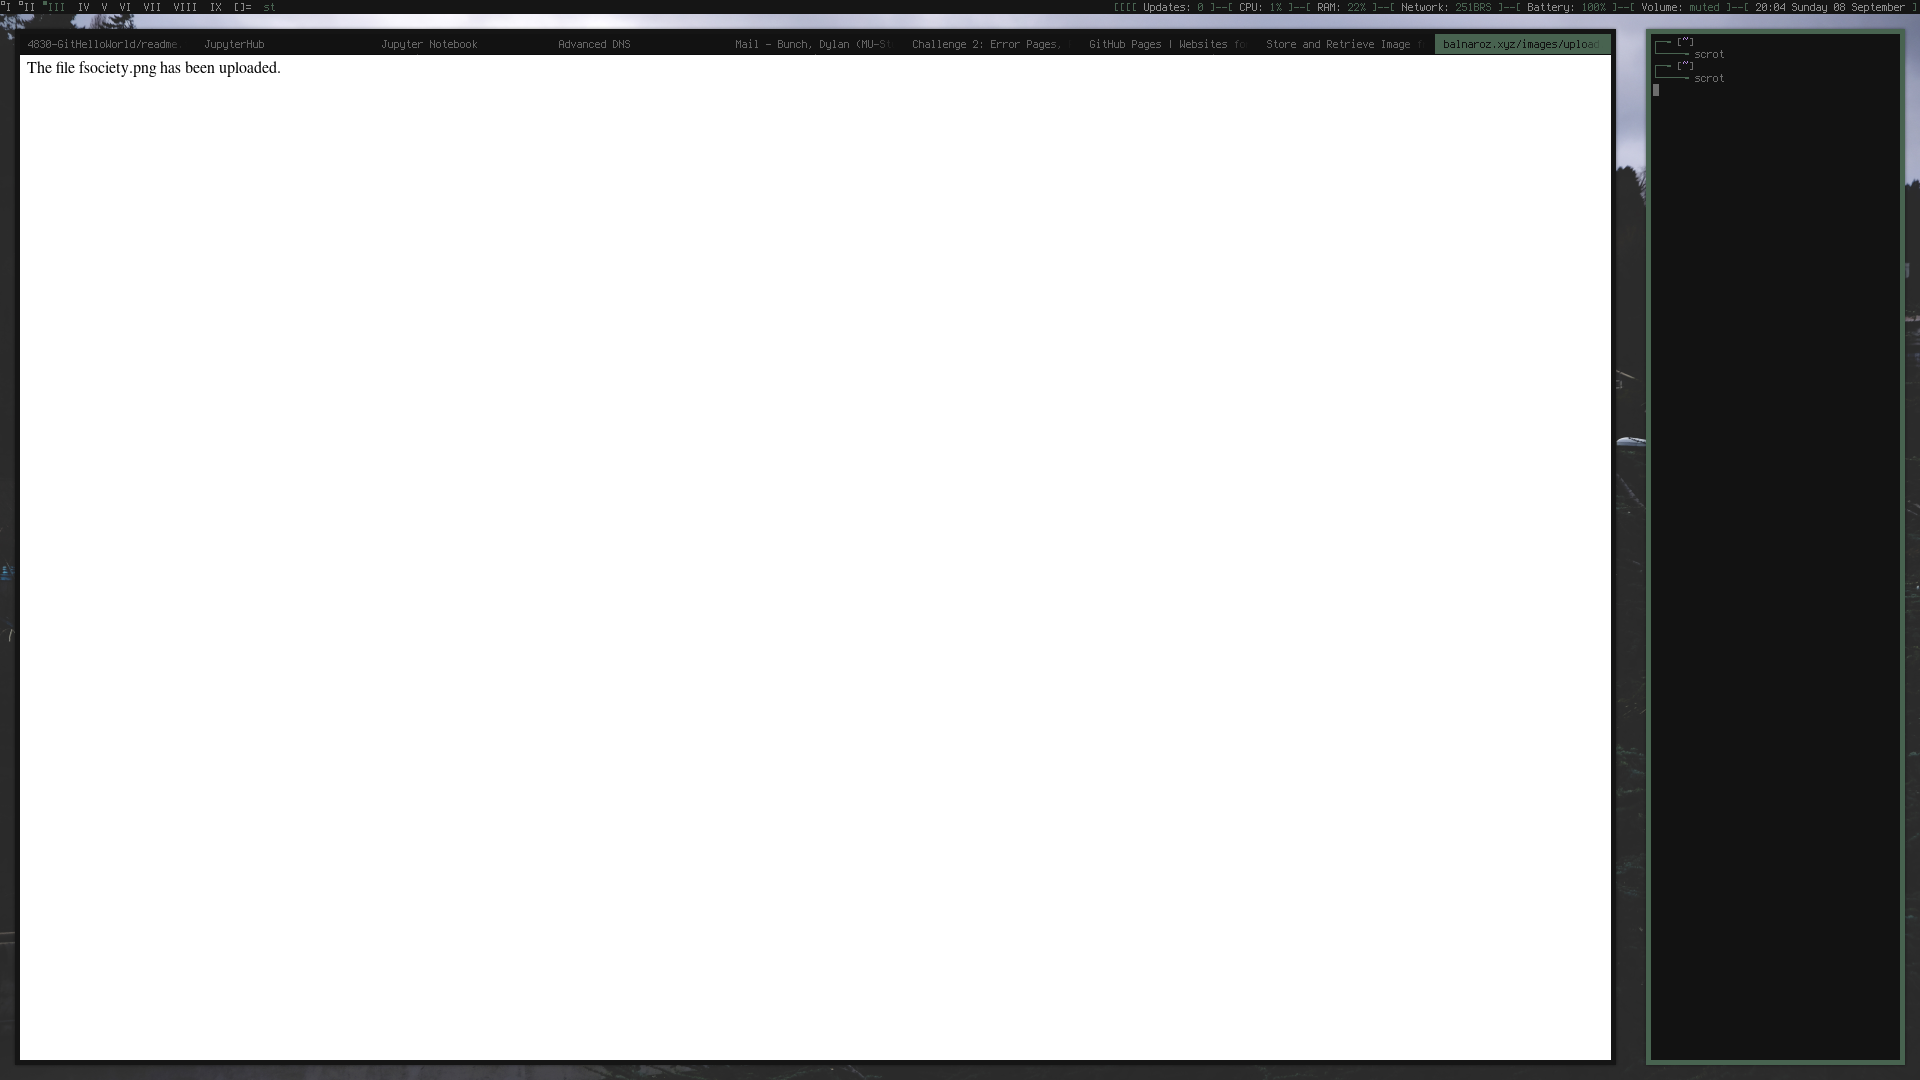 I II III IV V VI VII VIII IX []= st
[[[[ Updates: 0 ]--[ CPU: 1% ]--[ RAM: 22% ]--[ Network: 251BRS ]--[ Battery: 100% ]--[ Volume: muted ]--[ 20:04 Sunday 08 September ]
4830-GitHelloWorld/readme. JupyterHub Jupyter Notebook Advanced DNS Mail - Bunch, Dylan (MU-St Challenge 2: Error Pages, GitHub Pages | Websites fo Store and Retrieve Image balnaroz.xyz/images/upload
The file fsociety.png has been uploaded.
[~]
scrot
[~]
scrot